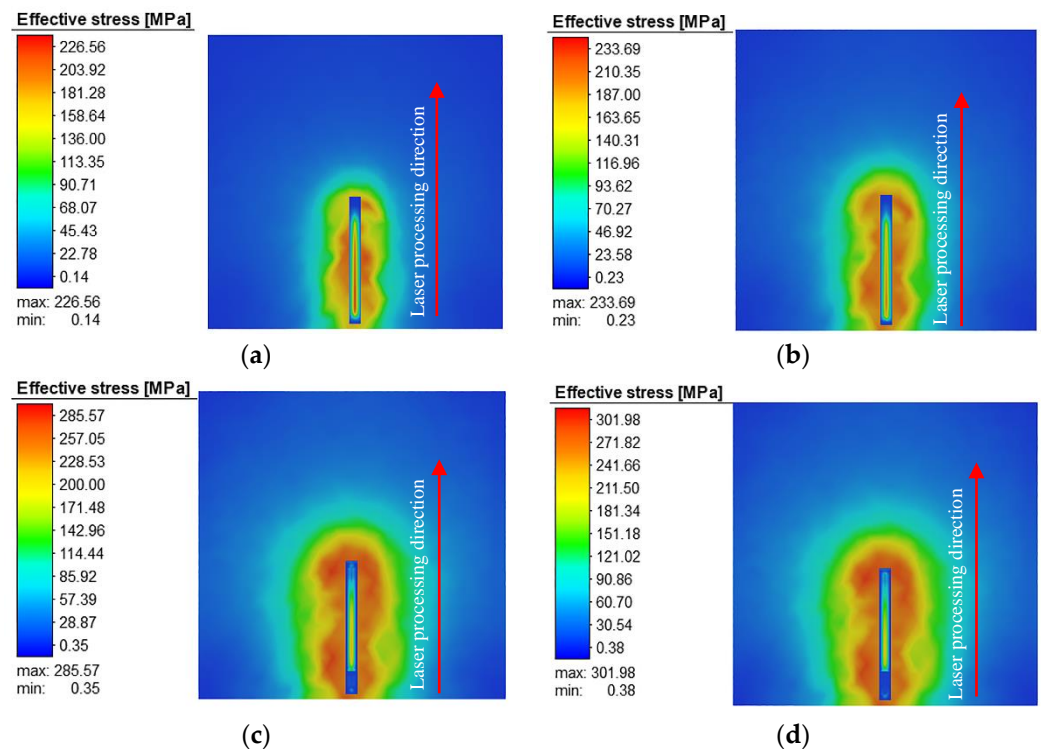 Effective stress [MPa]
226.56
203.92
181.28
158.64
136.00
113.35
90.71
68.07
45.43
22.78
0.14
max: 226.56
min: 0.14
Laser processing direction
(a)
Effective stress [MPa]
233.69
210.35
187.00
163.65
140.31
116.96
93.62
70.27
46.92
23.58
0.23
max: 233.69
min: 0.23
Laser processing direction
(b)
Effective stress [MPa]
285.57
257.05
228.53
200.00
171.48
142.96
114.44
85.92
57.39
28.87
0.35
max: 285.57
min: 0.35
Laser processing direction
(c)
Effective stress [MPa]
301.98
271.82
241.66
211.50
181.34
151.18
121.02
90.86
60.70
30.54
0.38
max: 301.98
min: 0.38
Laser processing direction
(d)